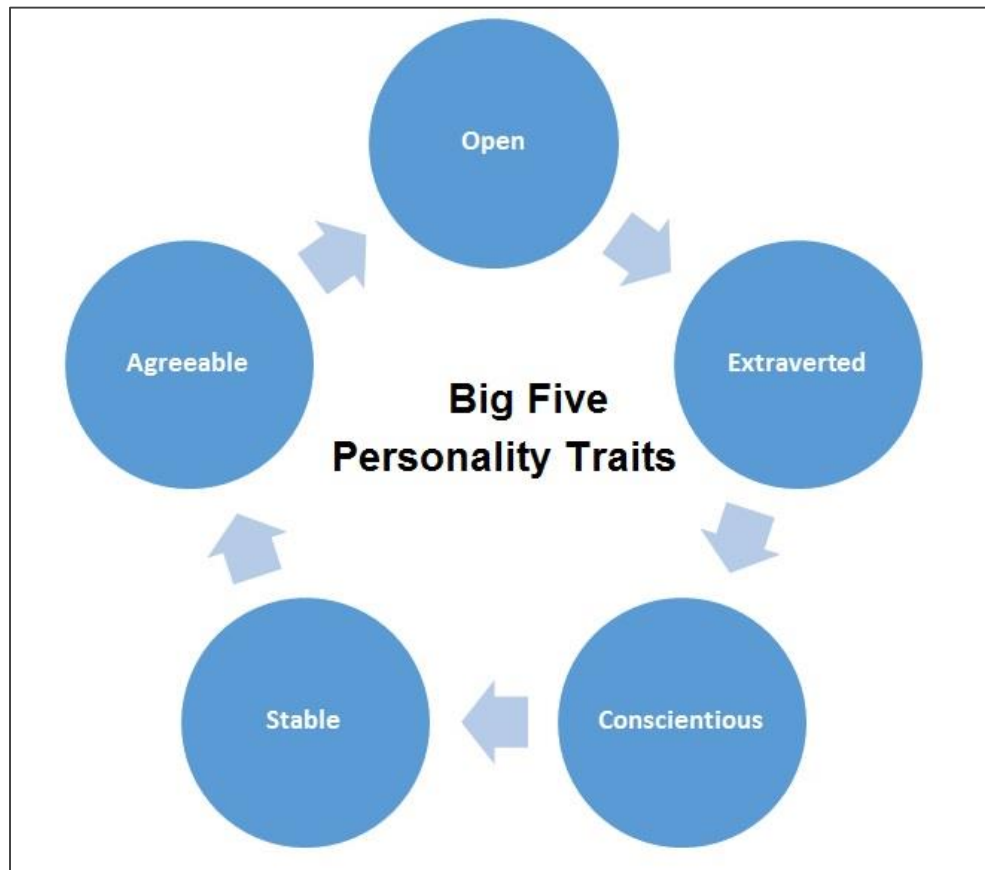 Open
Agreeable
Extraverted
Big Five
Personality Traits
Stable
Conscientious